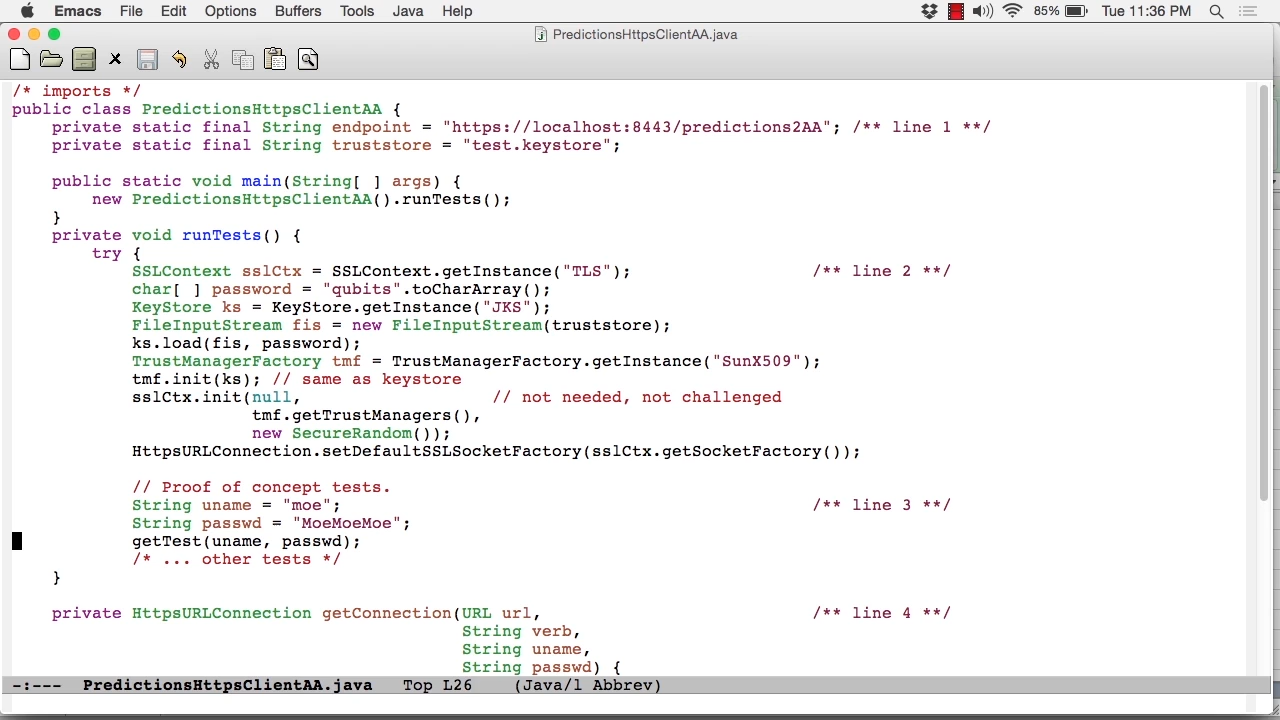 Emacs File Edit Options Buffers Tools Java Help 85% Tue 11:36 PM
PredictionsHttpsClientAA.java
/* imports */
public class PredictionsHttpsClientAA {
    private static final String endpoint = "https://localhost:8443/predictions2AA"; /** line 1 **/
    private static final String truststore = "test.keystore";
    public static void main(String[ ] args) {
        new PredictionsHttpsClientAA().runTests();
    }
    private void runTests() {
        try {
            SSLContext sslCtx = SSLContext.getInstance("TLS");                  /** line 2 **/
            char[ ] password = "qubits".toCharArray();
            KeyStore ks = KeyStore.getInstance("JKS");
            FileInputStream fis = new FileInputStream(truststore);
            ks.load(fis, password);
            TrustManagerFactory tmf = TrustManagerFactory.getInstance("SunX509");
            tmf.init(ks); // same as keystore
            sslCtx.init(null,                   // not needed, not challenged
                        tmf.getTrustManagers(),
                        new SecureRandom());
            HttpsURLConnection.setDefaultSSLSocketFactory(sslCtx.getSocketFactory());
            // Proof of concept tests.
            String uname = "moe";                                               /** line 3 **/
            String passwd = "MoeMoeMoe";
            getTest(uname, passwd);
            /* ... other tests */
    }
    private HttpsURLConnection getConnection(URL url,                           /** line 4 **/
                                             String verb,
                                             String uname,
                                             String passwd) {
-:---  PredictionsHttpsClientAA.java   Top L26    (Java/l Abbrev)